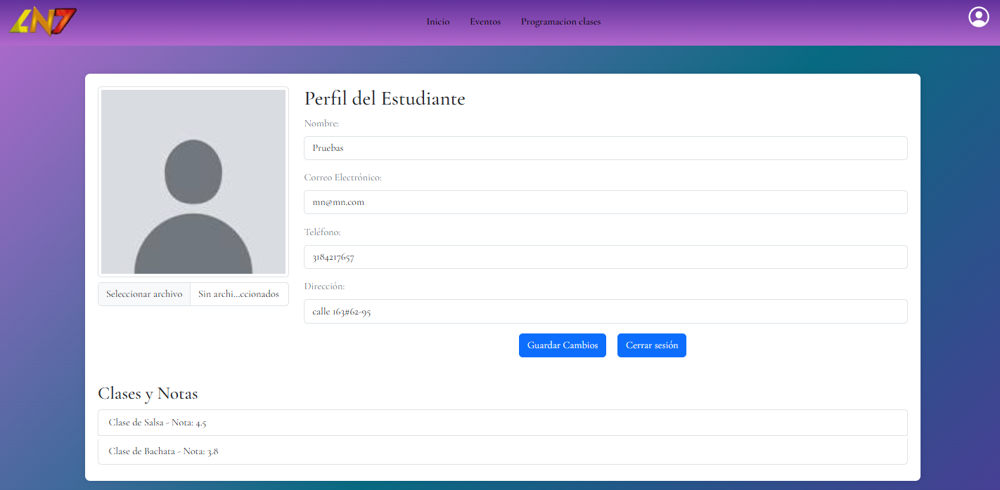 LN7
Inicio Eventos Programacion clases
Perfil del Estudiante
Nombre:
Pruebas
Correo Electrónico:
mn@mn.com
Teléfono:
3184217657
Dirección:
calle 163#62-95
Seleccionar archivo Sin archi...ccionados
Guardar Cambios Cerrar sesión
Clases y Notas
Clase de Salsa - Nota: 4.5
Clase de Bachata - Nota: 3.8